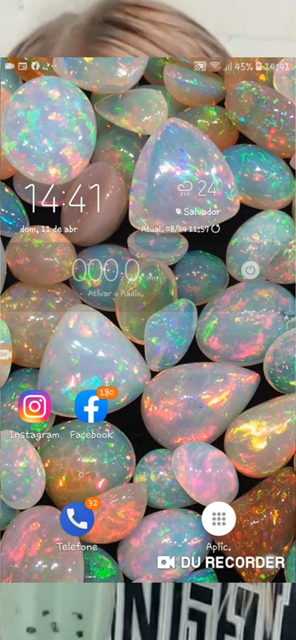 45% 14:41
14:41
24°
Salvador
dom, 11 de abr
Atual. 08/04 11:57
000.0
Ativar o Rádio.
180
Instagram
Facebook
32
Telefone
Aplic.
DU RECORDER